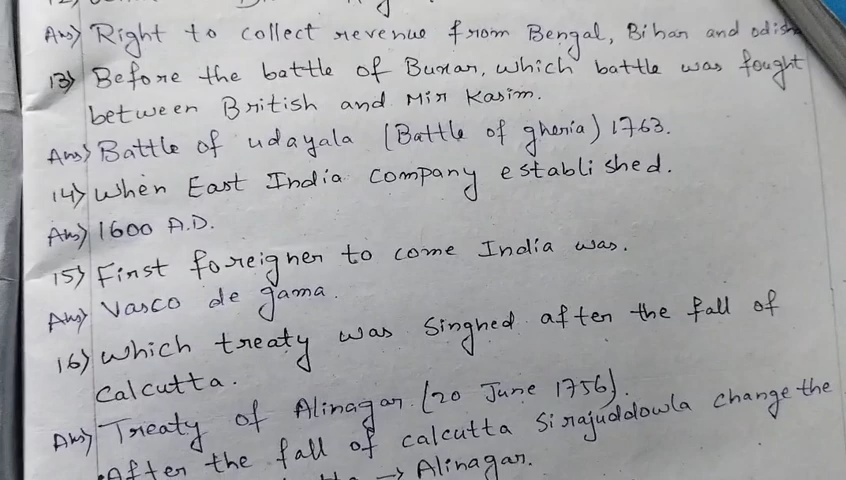 Ans) Right to collect revenue from Bengal, Bihar and odisha
13) Before the battle of Buxar, which battle was fought
between British and Mir Kasim.
Ans) Battle of udayala (Battle of gheria) 1763.
14) When East India company established.
Ans) 1600 A.D.
15) First foreigner to come India was.
Ans) Vasco de gama.
16) Which treaty was Singhed after the fall of
Calcutta.
Ans) Treaty of Alinagar (20 June 1756).
•After the fall of calcutta Sirajuddowla change the
→ Alinagar.